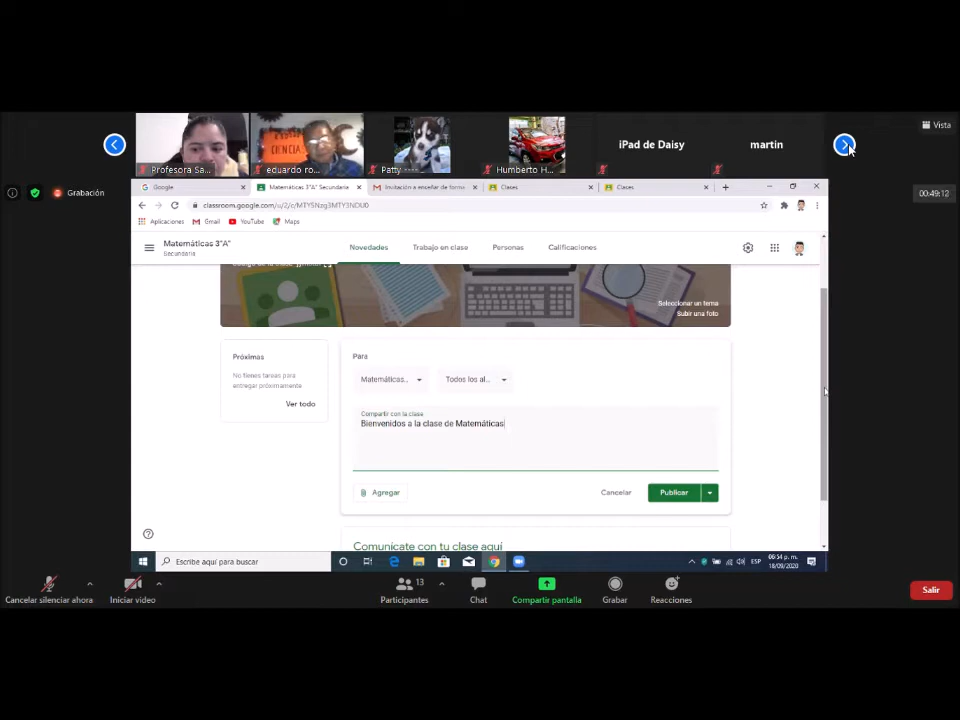 Vista
Profesora Sa...
eduardo ro...
CIENCIA
Patty ----
Humberto H...
iPad de Daisy
martin
Grabación
00:49:12
Google
Matemáticas 3°"A" Secundaria
Invitación a enseñar de forma
Clases
Clases
classroom.google.com/u/2/c/MTY5Nzg3MTY3NDU0
Aplicaciones
Gmail
YouTube
Maps
Matemáticas 3°"A"
Secundaria
Novedades
Trabajo en clase
Personas
Calificaciones
Seleccionar un tema
Subir una foto
Próximas
No tienes tareas para
entregar próximamente
Ver todo
Para
Matemáticas..
Todos los al...
Compartir con la clase
Bienvenidos a la clase de Matemáticas
Agregar
Cancelar
Publicar
Comunícate con tu clase aquí
Escribe aquí para buscar
ESP
06:54 p. m.
18/09/2020
Cancelar silenciar ahora
Iniciar video
13
Participantes
Chat
Compartir pantalla
Grabar
Reacciones
Salir